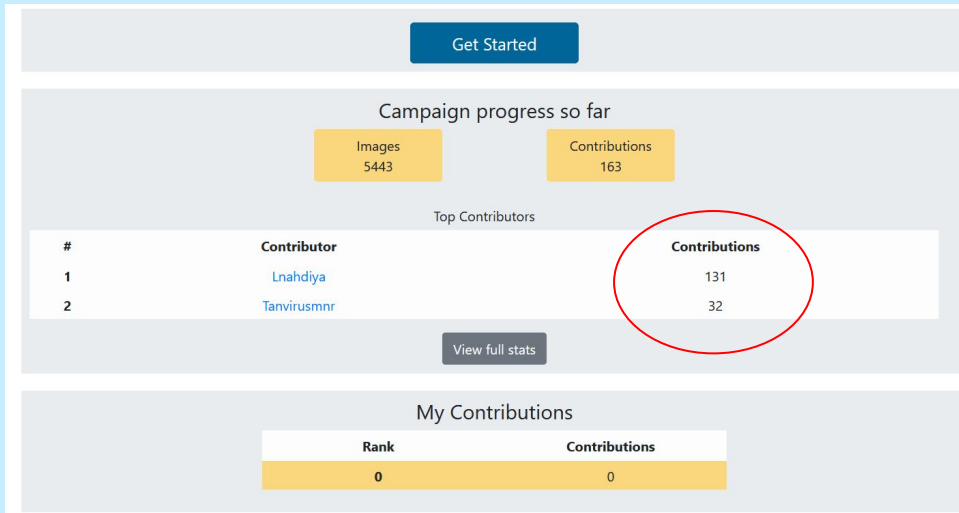 Get Started
Campaign progress so far
Images Contributions
5443 163
Top Contributors
# Contributor Contributions
1 Lnahdiya 131
2 Tanvirusmnr 32
View full stats
My Contributions
Rank Contributions
0 0